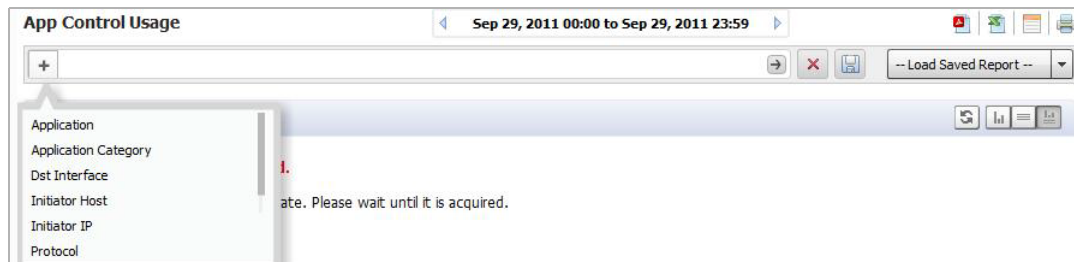 App Control Usage
Sep 29, 2011 00:00 to Sep 29, 2011 23:59
-- Load Saved Report --
Application
Application Category
Dst Interface
Initiator Host
Initiator IP
Protocol
d.
ate. Please wait until it is acquired.